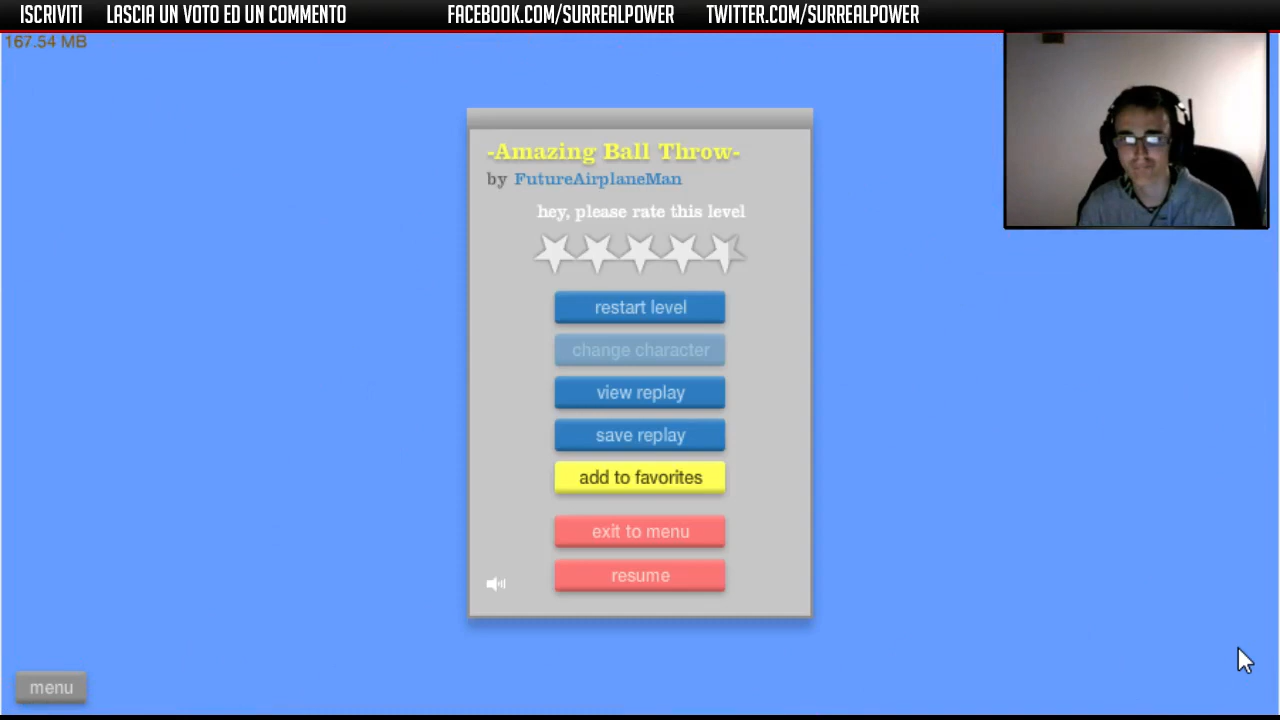 ISCRIVITI LASCIA UN VOTO ED UN COMMENTO FACEBOOK.COM/SURREALPOWER TWITTER.COM/SURREALPOWER
167.54 MB
-Amazing Ball Throw-
by FutureAirplaneMan
hey, please rate this level
restart level
change character
view replay
save replay
add to favorites
exit to menu
resume
menu